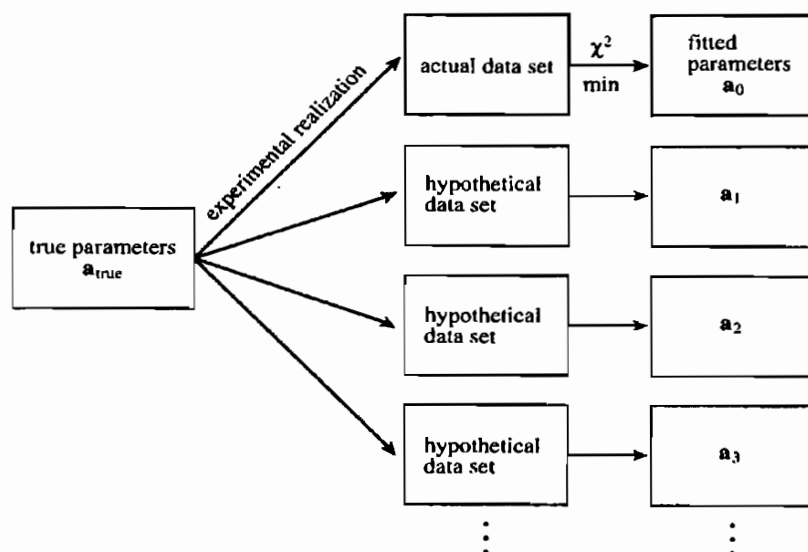 experimental realization
actual data set
χ²
min
fitted
parameters
a₀
true parameters
a_true
hypothetical
data set
a₁
hypothetical
data set
a₂
hypothetical
data set
a₃